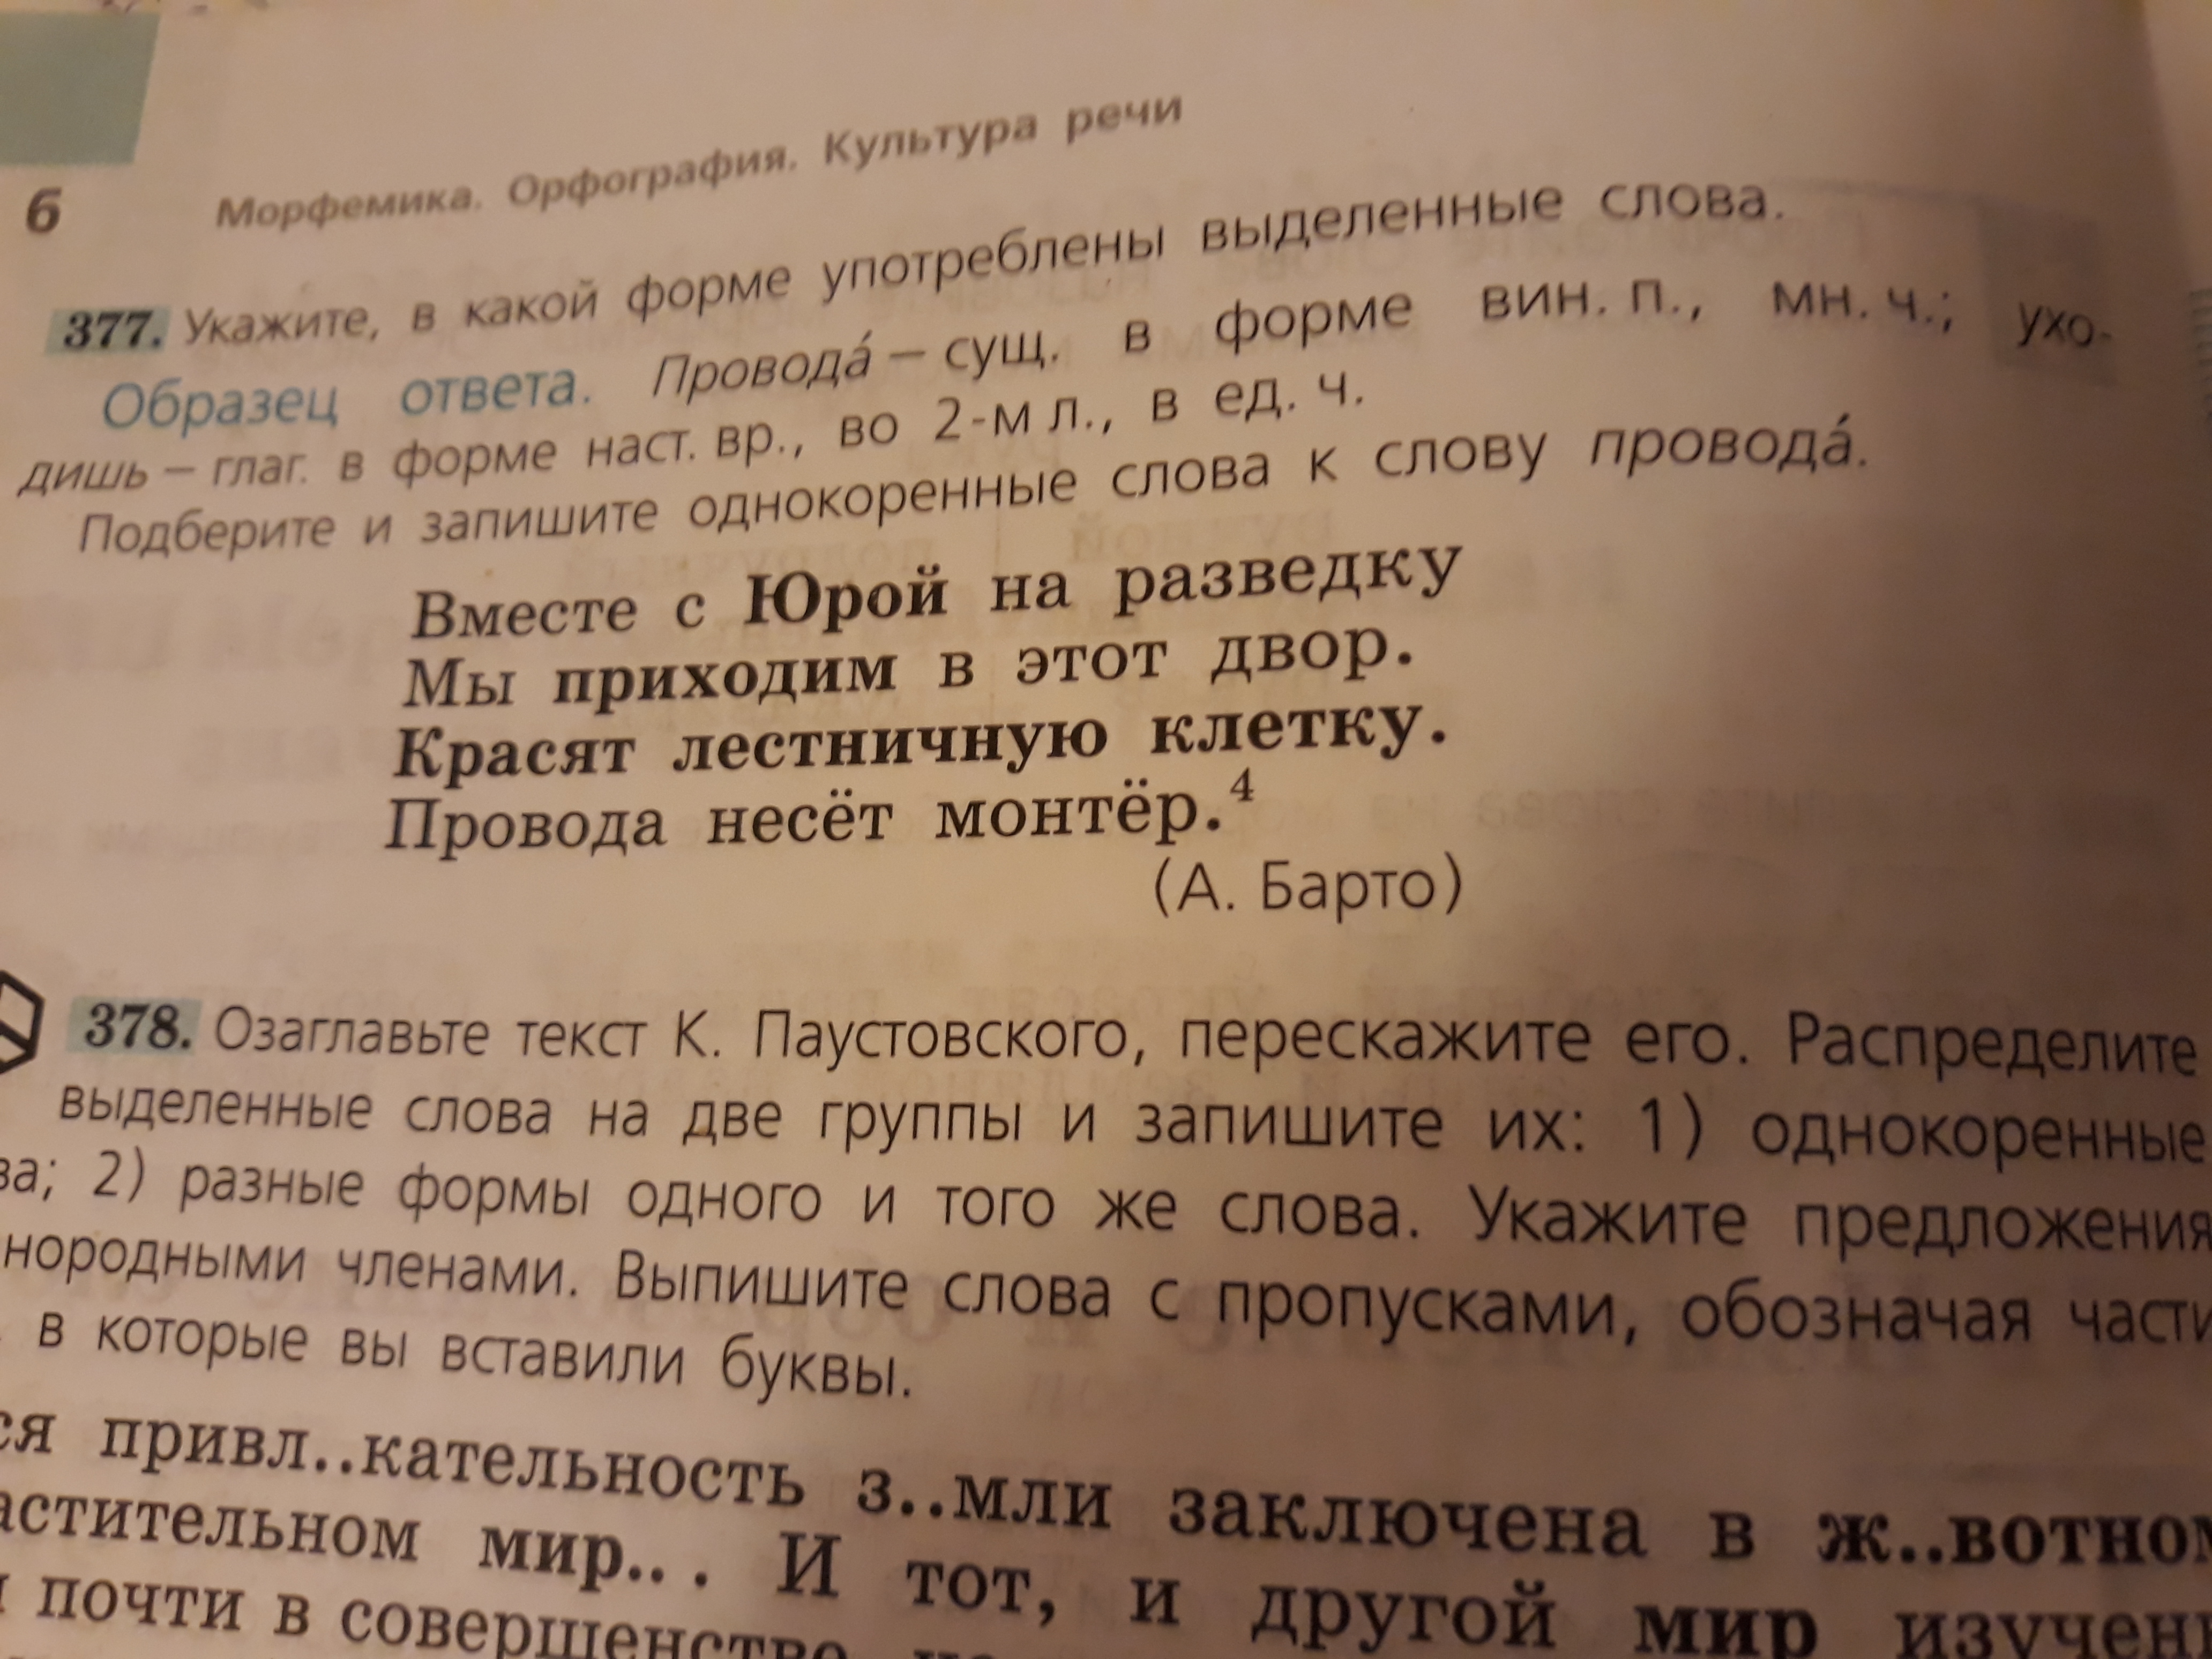 6 Морфемика. Орфография. Культура речи
377. Укажите, в какой форме употреблены выделенные слова.
Образец ответа. Провода́ — сущ. в форме вин. п., мн. ч.; ухо-
дишь — глаг. в форме наст. вр., во 2-м л., в ед. ч.
Подберите и запишите однокоренные слова к слову провода́.
Вместе с Юрой на разведку
Мы приходим в этот двор.
Красят лестничную клетку.
Провода несёт монтёр.⁴
(А. Барто)
378. Озаглавьте текст К. Паустовского, перескажите его. Распределите
выделенные слова на две группы и запишите их: 1) однокоренные
ва; 2) разные формы одного и того же слова. Укажите предложения
нородными членами. Выпишите слова с пропусками, обозначая части
в которые вы вставили буквы.
ся привл..кательность з..мли заключена в ж..вотном
астительном мир.. . И тот, и другой мир изучен
почти в совершенстве